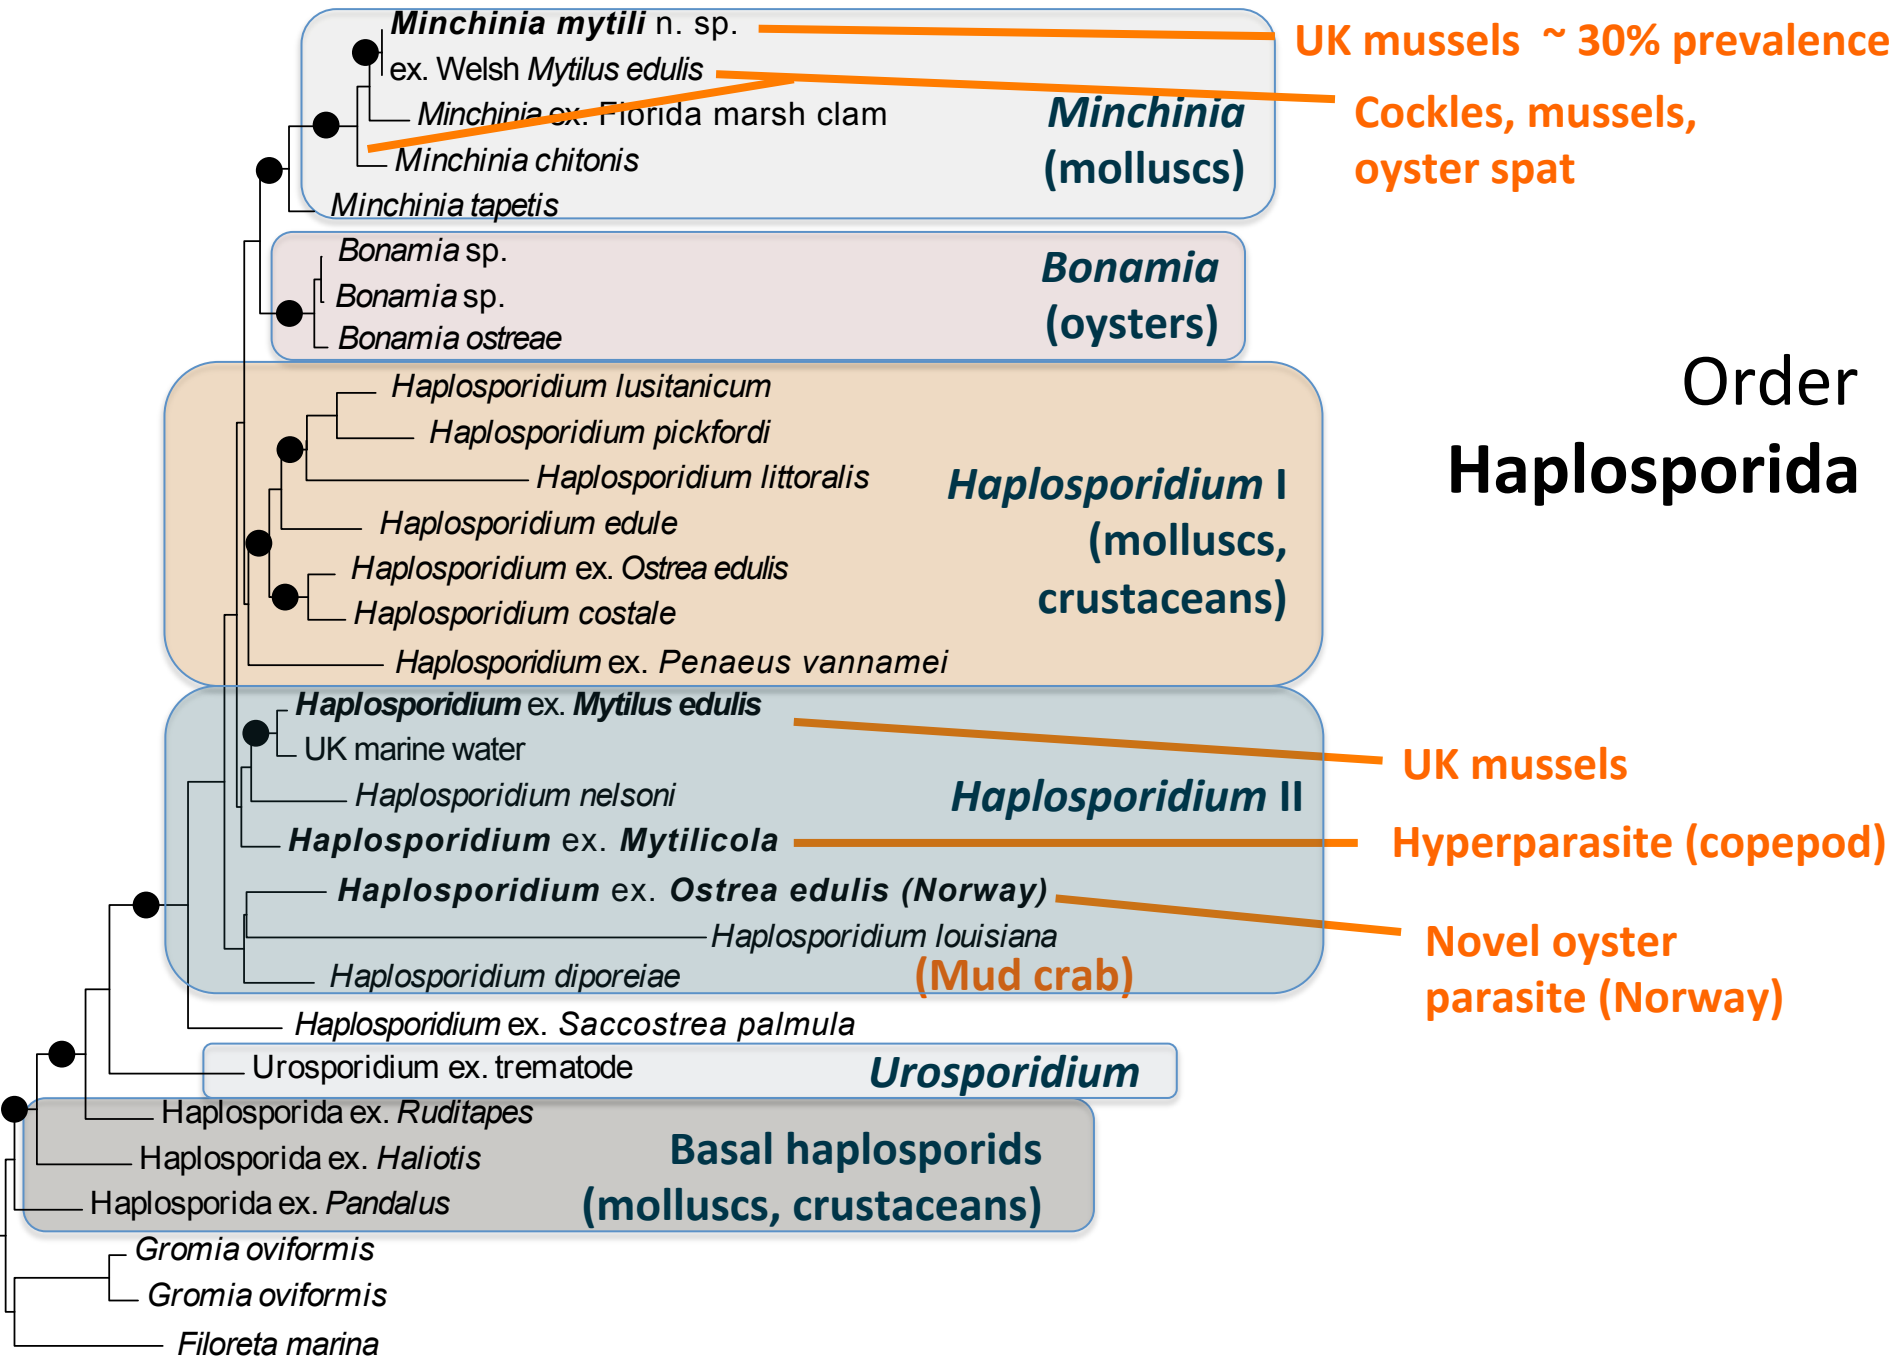 Minchinia mytili n. sp.
UK mussels ~ 30% prevalence
ex. Welsh Mytilus edulis
Minchinia ex. Florida marsh clam
Minchinia
(molluscs)
Cockles, mussels,
oyster spat
Minchinia chitonis
Minchinia tapetis
Bonamia sp.
Bonamia sp.
Bonamia ostreae
Bonamia
(oysters)
Order
Haplosporida
Haplosporidium lusitanicum
Haplosporidium pickfordi
Haplosporidium littoralis
Haplosporidium edule
Haplosporidium ex. Ostrea edulis
Haplosporidium costale
Haplosporidium ex. Penaeus vannamei
Haplosporidium I
(molluscs,
crustaceans)
Haplosporidium ex. Mytilus edulis
UK marine water
Haplosporidium nelsoni
Haplosporidium II
UK mussels
Haplosporidium ex. Mytilicola
Hyperparasite (copepod)
Haplosporidium ex. Ostrea edulis (Norway)
Haplosporidium louisiana
(Mud crab)
Novel oyster
parasite (Norway)
Haplosporidium diporeiae
Haplosporidium ex. Saccostrea palmula
Urosporidium ex. trematode
Urosporidium
Haplosporida ex. Ruditapes
Haplosporida ex. Haliotis
Haplosporida ex. Pandalus
Basal haplosporids
(molluscs, crustaceans)
Gromia oviformis
Gromia oviformis
Filoreta marina